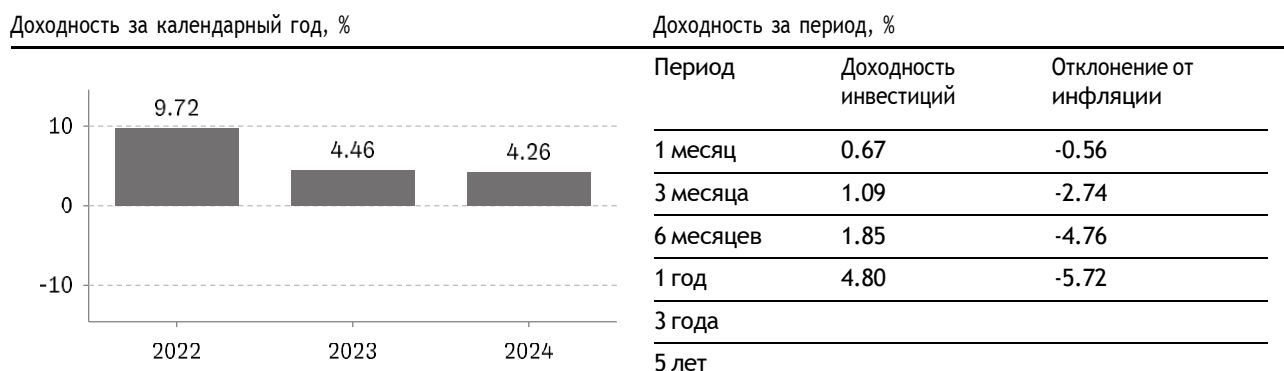 Доходность за календарный год, %
9.72
4.46
4.26
10
0
-10
2022 2023 2024
Доходность за период, %
Период Доходность инвестиций Отклонение от инфляции
1 месяц 0.67 -0.56
3 месяца 1.09 -2.74
6 месяцев 1.85 -4.76
1 год 4.80 -5.72
3 года
5 лет